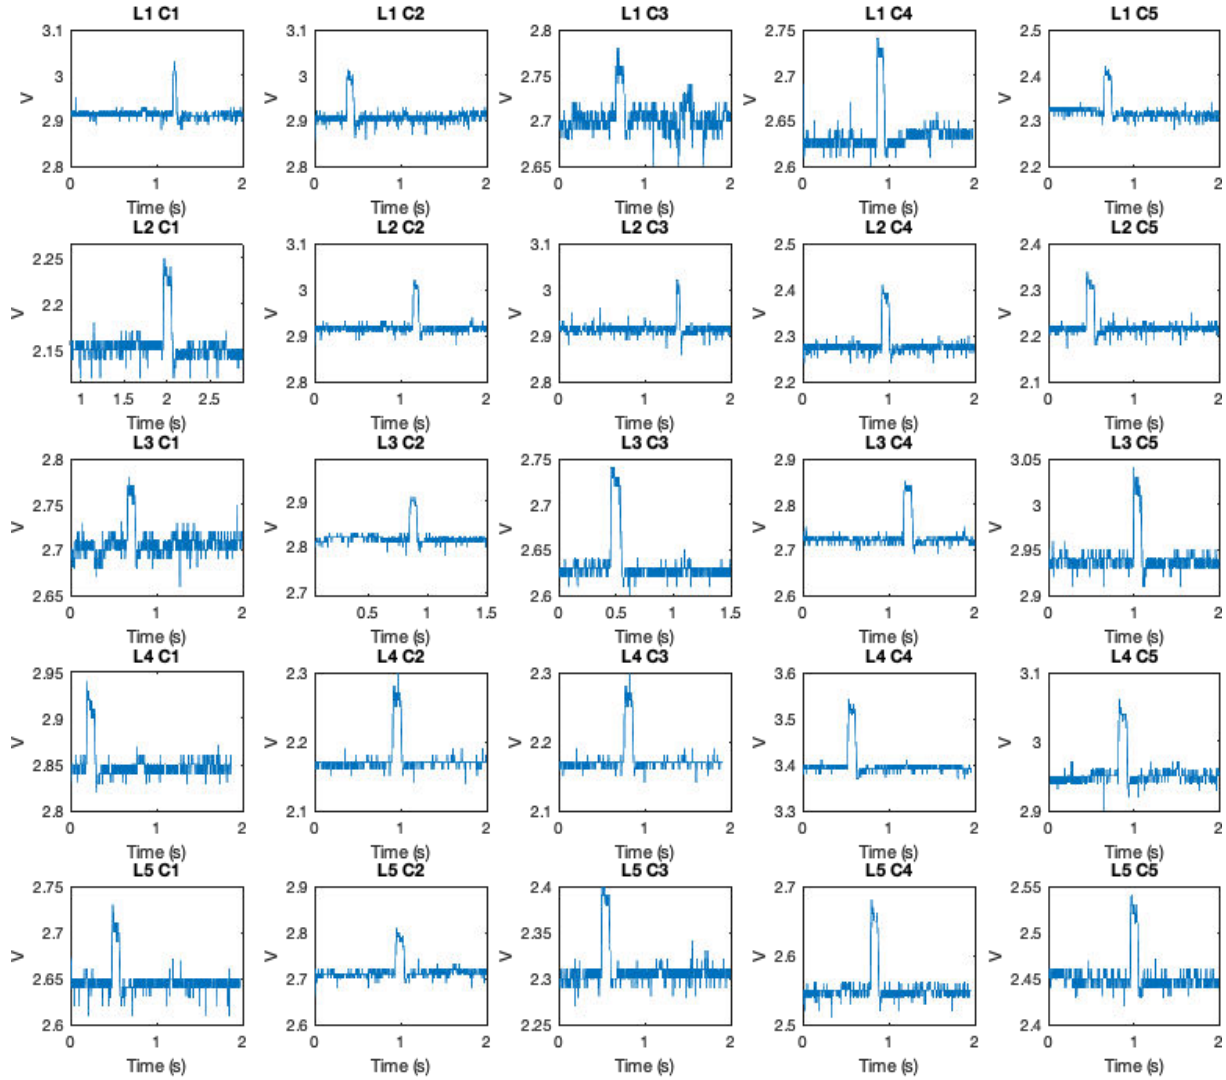 L1 C1 L1 C2 L1 C3 L1 C4 L1 C5
3.1 3.1 2.8 2.75 2.5
3 3 2.75 2.7 2.4
V V V V V
2.9 2.9 2.7 2.65 2.3
2.8 2.8 2.65 2.6 2.2
0 1 2 0 1 2 0 1 2 0 1 2 0 1 2
Time (s) Time (s) Time (s) Time (s) Time (s)
L2 C1 L2 C2 L2 C3 L2 C4 L2 C5
3.1 3.1 2.5 2.4
2.25
3 3 2.4 2.3
2.2
V V V V V
2.9 2.9 2.3 2.2
2.15
2.8 2.8 2.2 2.1
1 1.5 2 2.5 0 1 2 0 1 2 0 1 2 0 1 2
Time (s) Time (s) Time (s) Time (s) Time (s)
L3 C1 L3 C2 L3 C3 L3 C4 L3 C5
2.8 2.75 2.9 3.05
2.9
2.75 2.7 2.8 3
V V V V V
2.8
2.7 2.65 2.7 2.95
2.7
2.65 2.6 2.6 2.9
0 1 2 0.5 1 1.5 0 0.5 1 1.5 0 1 2 0 1 2
Time (s) Time (s) Time (s) Time (s) Time (s)
L4 C1 L4 C2 L4 C3 L4 C4 L4 C5
2.95 2.3 2.3 3.6 3.1
2.9 2.2 2.2 3.5 3
V V V V V
2.85 3.4
2.8 2.1 2.1 3.3 2.9
0 1 2 0 1 2 0 1 2 0 1 2 0 1 2
Time (s) Time (s) Time (s) Time (s) Time (s)
L5 C1 L5 C2 L5 C3 L5 C4 L5 C5
2.75 2.9 2.4 2.7 2.55
2.7 2.8 2.35 2.6 2.5
V V V V V
2.65 2.7 2.3 2.45
2.6 2.6 2.25 2.5 2.4
0 1 2 0 1 2 0 1 2 0 1 2 0 1 2
Time (s) Time (s) Time (s) Time (s) Time (s)